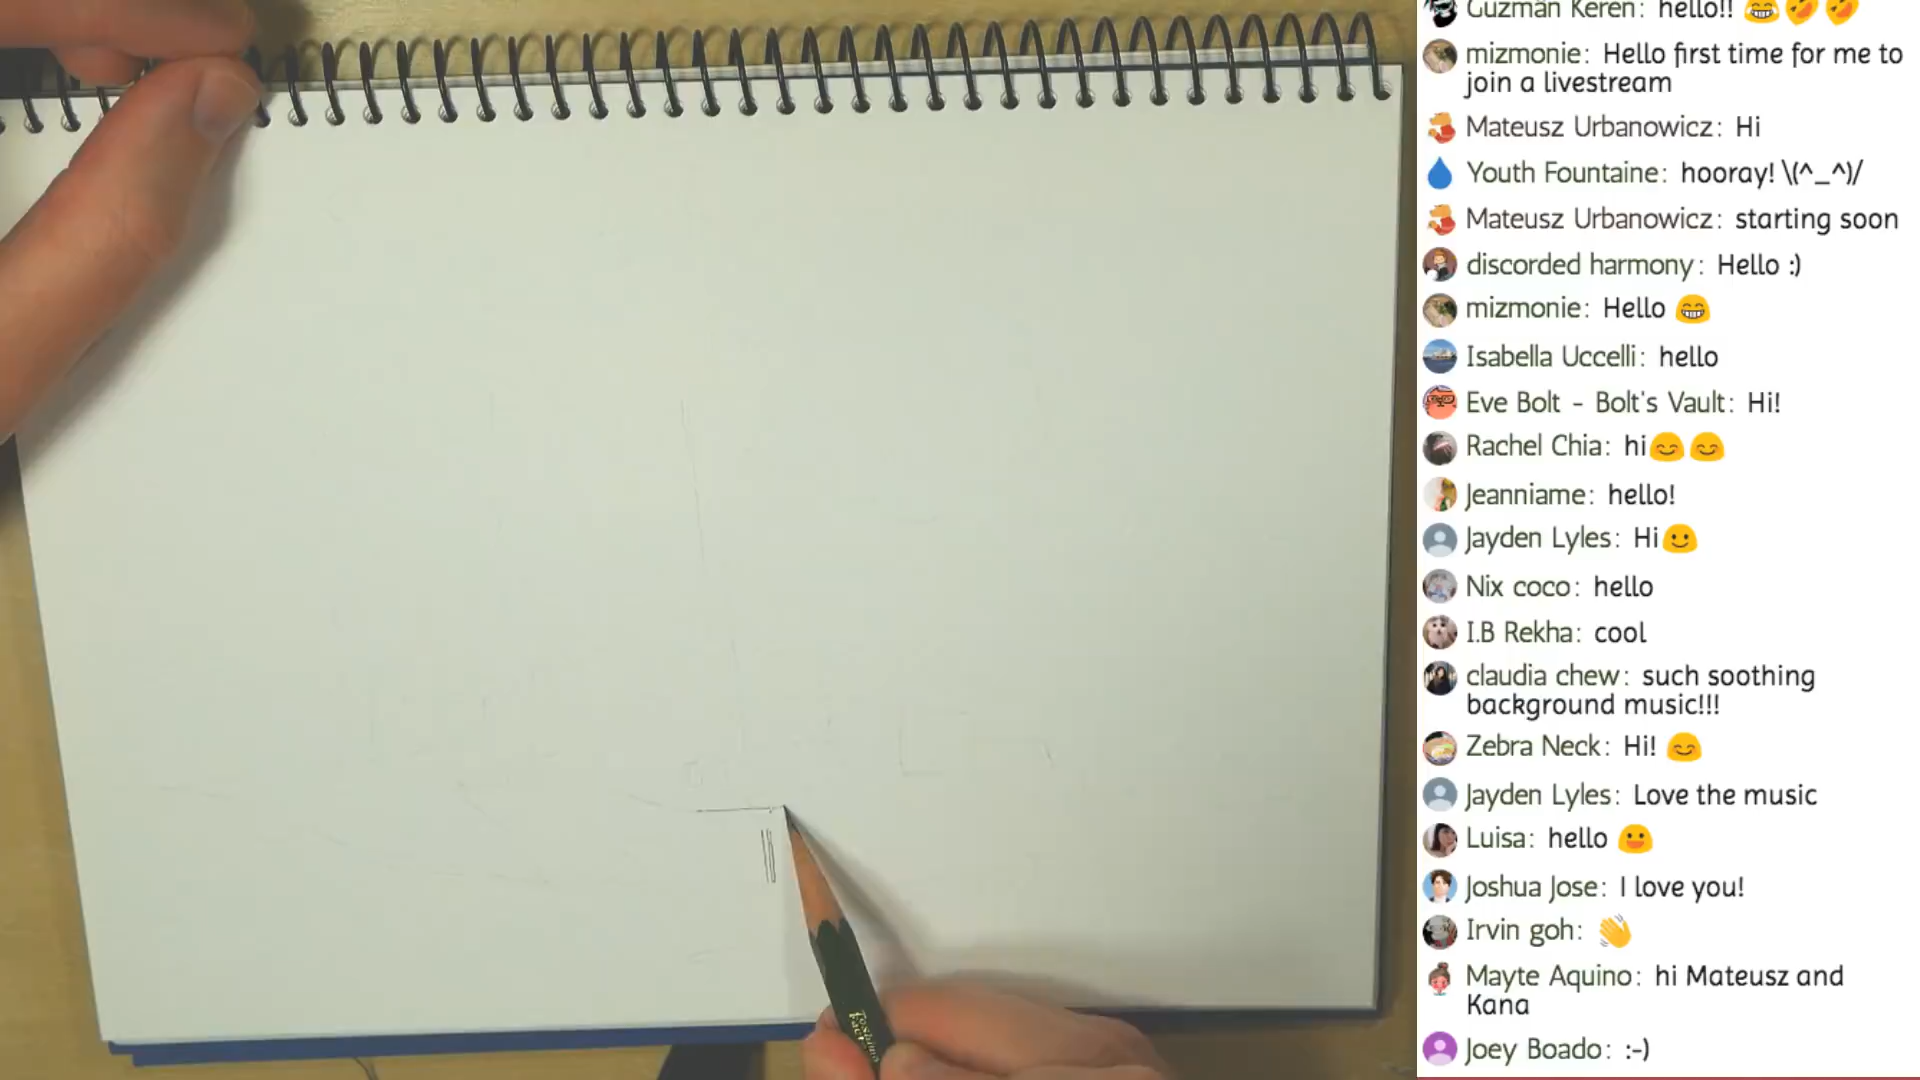 Guzmán Keren: hello!! 😂🤣🤣
mizmonie: Hello first time for me to
join a livestream
Mateusz Urbanowicz: Hi
Youth Fountaine: hooray! \(^_^)/
Mateusz Urbanowicz: starting soon
discorded harmony: Hello :)
mizmonie: Hello 😁
Isabella Uccelli: hello
Eve Bolt - Bolt's Vault: Hi!
Rachel Chia: hi😊😊
Jeanniame: hello!
Jayden Lyles: Hi🙂
Nix coco: hello
I.B Rekha: cool
claudia chew: such soothing
background music!!!
Zebra Neck: Hi! 😊
Jayden Lyles: Love the music
Luisa: hello 😀
Joshua Jose: I love you!
Irvin goh: 👋
Mayte Aquino: hi Mateusz and
Kana
Joey Boado: :-)